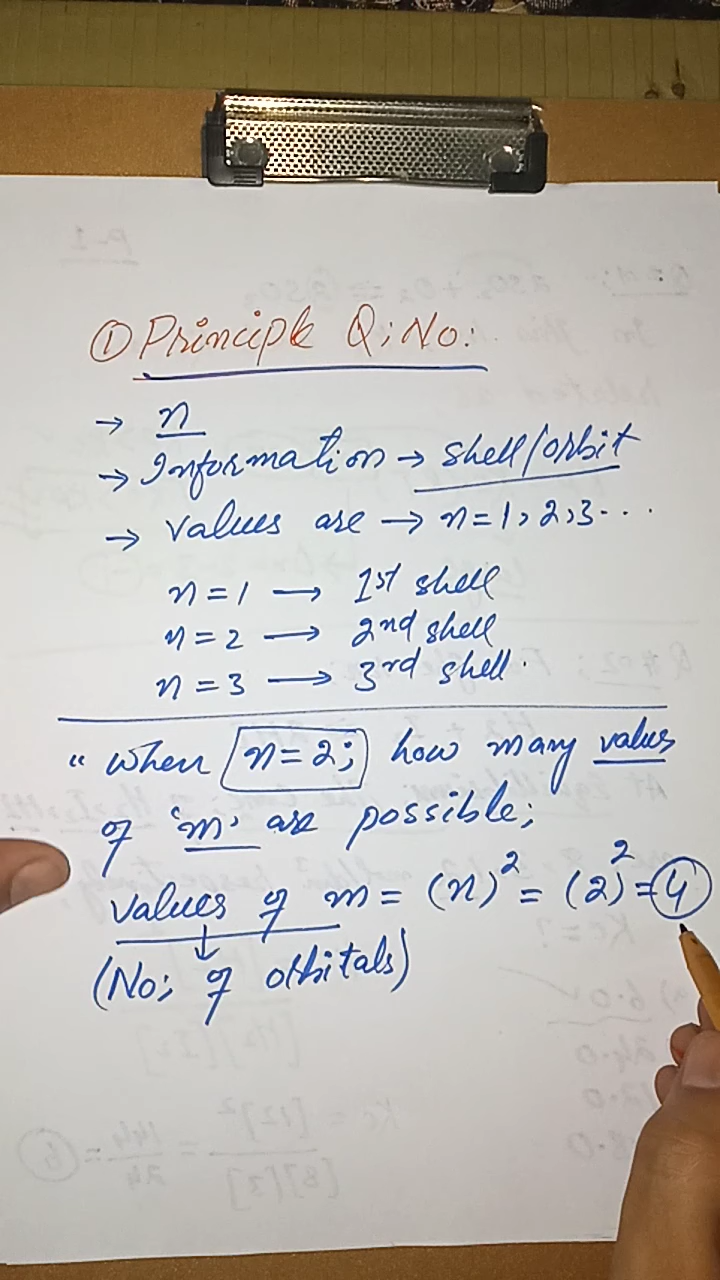 ① Principle Q;No:
→ n
→ Information → shell/orbit
→ values are → n=1,2,3...
n=1 → 1st shell
n=2 → 2nd shell
n=3 → 3rd shell.
“ when n=2; how many values
of 'm' are possible;
values of m = (n)² = (2)² = 4
↓
(No; of orbitals)